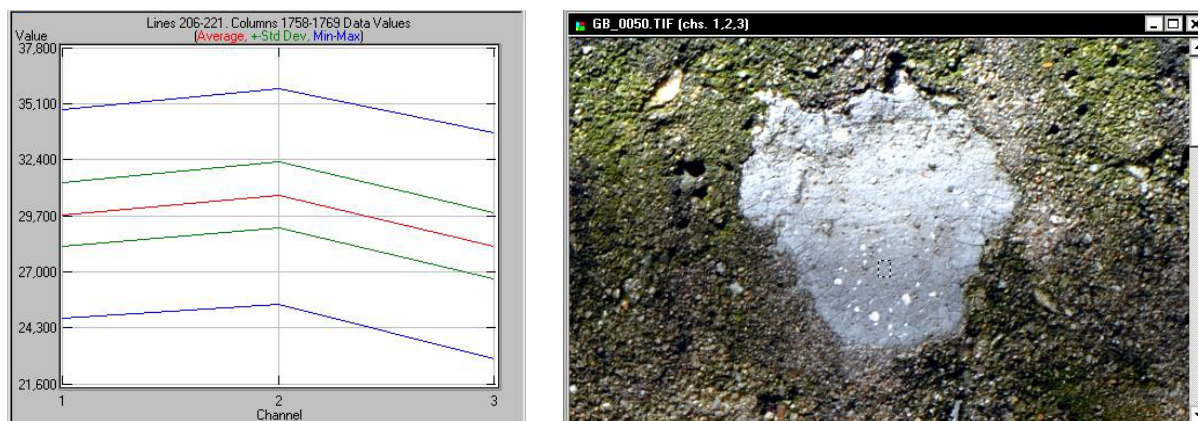 Lines 206-221. Columns 1758-1769 Data Values
Value (Average, +-Std Dev, Min-Max)
37,800
35,100
32,400
29,700
27,000
24,300
21,600
1 2 3
Channel
GB_0050.TIF (chs. 1,2,3)